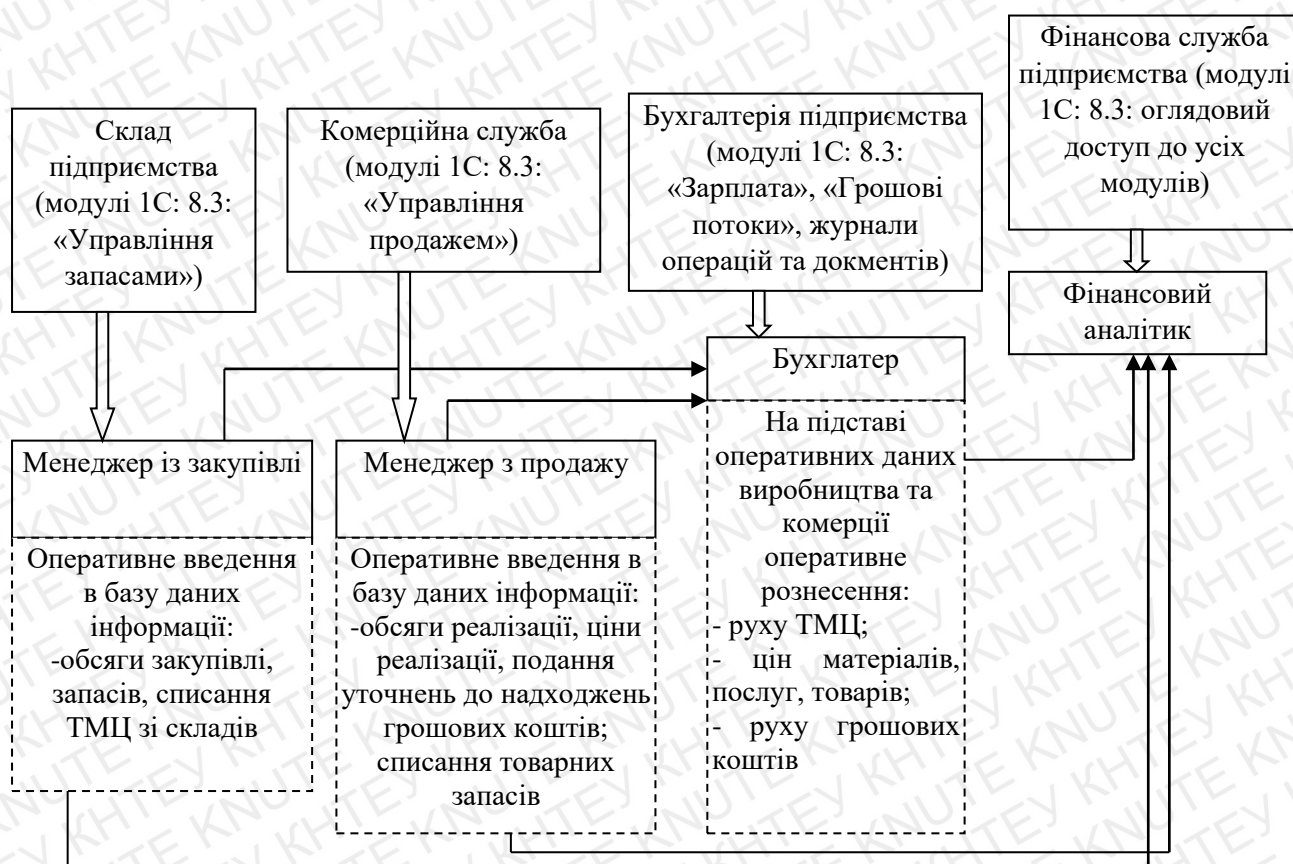 Склад
підприємства
(модулі 1С: 8.3:
«Управління
запасами»)
Комерційна служба
(модулі 1С: 8.3:
«Управління
продажем»)
Бухгалтерія підприємства
(модулі 1С: 8.3:
«Зарплата», «Грошові
потоки», журнали
операцій та докментів)
Фінансова служба
підприємства (модулі
1С: 8.3: оглядовий
доступ до усіх
модулів)
Фінансовий
аналітик
Бухглатер
На підставі
оперативних даних
виробництва та
комерції
оперативне
рознесення:
- руху ТМЦ;
- цін матеріалів,
послуг, товарів;
- руху грошових
коштів
Менеджер із закупівлі
Оперативне введення
в базу даних
інформації:
-обсяги закупівлі,
запасів, списання
ТМЦ зі складів
Менеджер з продажу
Оперативне введення в
базу даних інформації:
-обсяги реалізації, ціни
реалізації, подання
уточнень до надходжень
грошових коштів;
списання товарних
запасів